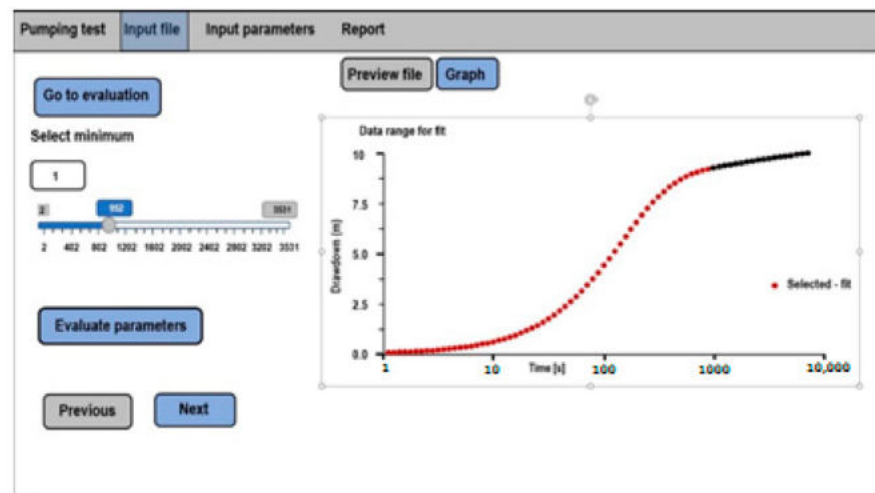 Pumping test Input file Input parameters Report
Preview file Graph
Go to evaluation
Select minimum
1
2 952 3531
2 402 802 1202 1602 2002 2402 2802 3202 3531
Evaluate parameters
Previous Next
Data range for fit
10
5.0
2.5
0.0
Drawdown (m)
Selected - fit
1 10 100 1000 10,000
Time [s]